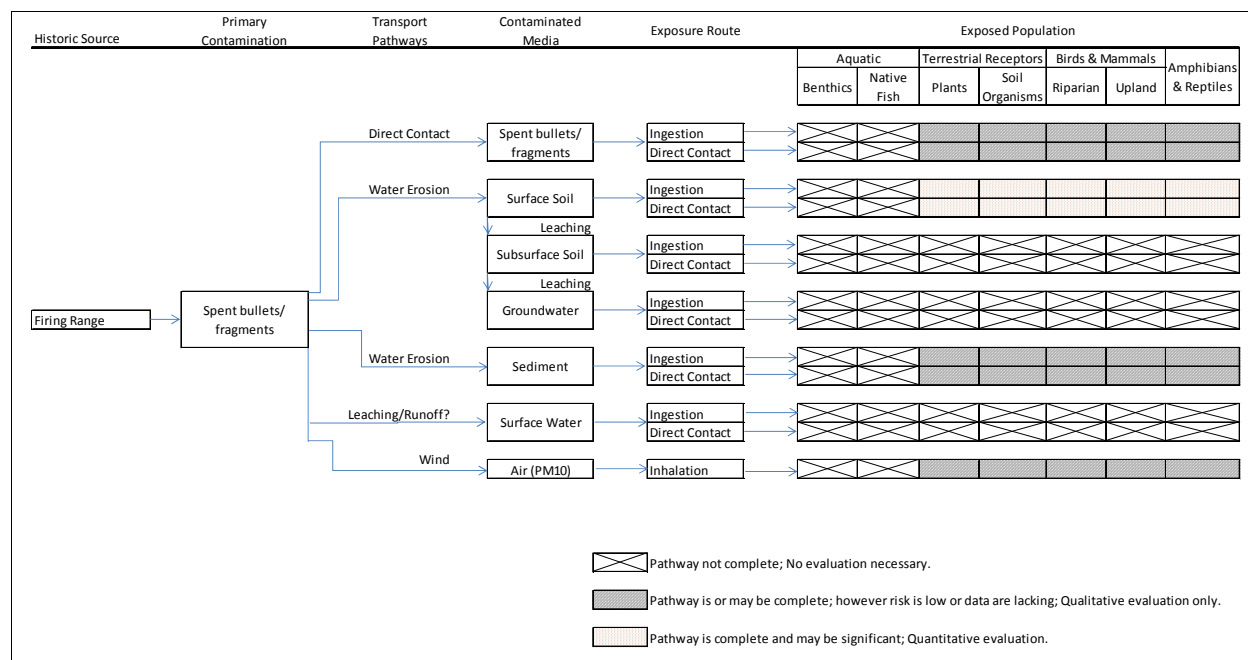 Historic Source
Primary
Contamination
Transport
Pathways
Contaminated
Media
Exposure Route
Exposed Population
Aquatic
Terrestrial Receptors
Birds & Mammals
Amphibians
& Reptiles
Benthics
Native
Fish
Plants
Soil
Organisms
Riparian
Upland
Direct Contact
Spent bullets/
fragments
Ingestion
Direct Contact
Water Erosion
Surface Soil
Ingestion
Direct Contact
Leaching
Subsurface Soil
Ingestion
Direct Contact
Leaching
Groundwater
Ingestion
Direct Contact
Firing Range
Spent bullets/
fragments
Water Erosion
Sediment
Ingestion
Direct Contact
Leaching/Runoff?
Surface Water
Ingestion
Direct Contact
Wind
Air (PM10)
Inhalation
Pathway not complete; No evaluation necessary.
Pathway is or may be complete; however risk is low or data are lacking; Qualitative evaluation only.
Pathway is complete and may be significant; Quantitative evaluation.